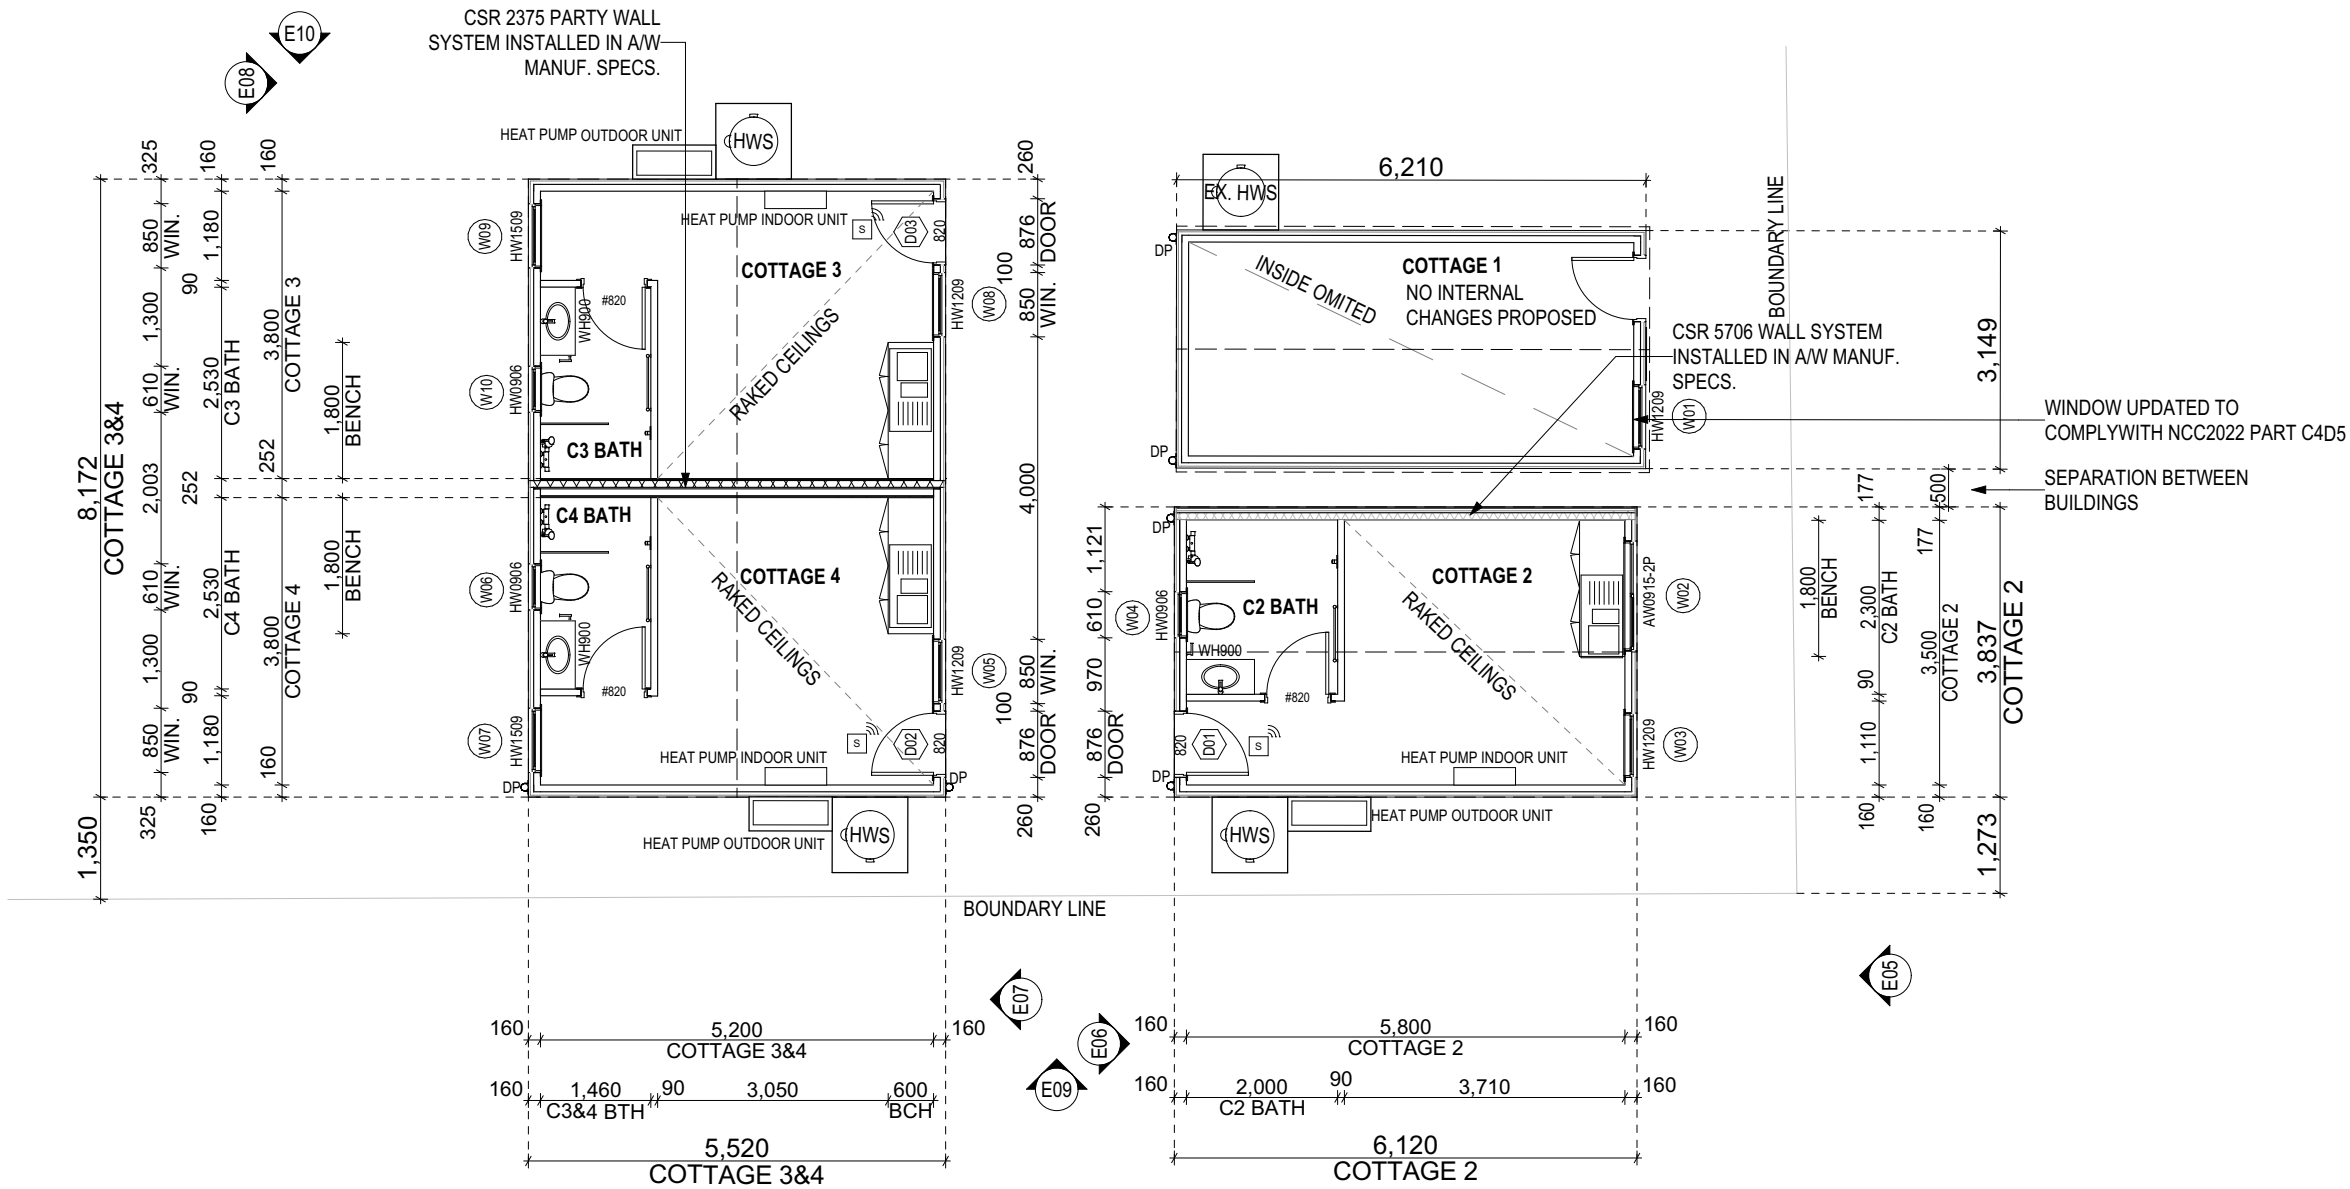 CSR 2375 PARTY WALL
SYSTEM INSTALLED IN A/W
MANUF. SPECS.
E10
E08
HEAT PUMP OUTDOOR UNIT
HWS
HEAT PUMP INDOOR UNIT
S
D03
820
COTTAGE 3
#820
WH900
RAKED CEILINGS
C3 BATH
C4 BATH
COTTAGE 4
RAKED CEILINGS
WH900
#820
S
D02
820
HEAT PUMP INDOOR UNIT
DP
DP
HEAT PUMP OUTDOOR UNIT
HWS
W09
HW1509
W10
HW0906
W06
HW0906
W07
HW1509
HW1209
W08
HW1209
W05
8,172
COTTAGE 3&4
1,350
325
850
WIN.
1,300
610
WIN.
2,003
610
WIN.
1,300
850
WIN.
325
160
1,180
90
2,530
C3 BATH
252
2,530
C4 BATH
90
1,180
160
160
3,800
COTTAGE 3
252
3,800
COTTAGE 4
160
1,800
BENCH
1,800
BENCH
260
876
DOOR
100
850
WIN.
4,000
850
WIN.
100
876
DOOR
260
6,210
EX. HWS
DP
DP
INSIDE OMITED
COTTAGE 1
NO INTERNAL
CHANGES PROPOSED
HW1209
W01
BOUNDARY LINE
CSR 5706 WALL SYSTEM
INSTALLED IN A/W MANUF.
SPECS.
WINDOW UPDATED TO
COMPLYWITH NCC2022 PART C4D5
SEPARATION BETWEEN
BUILDINGS
3,149
500
3,837
COTTAGE 2
1,273
177
2,300
C2 BATH
90
1,110
160
177
3,500
COTTAGE 2
160
1,800
BENCH
1,121
610
970
876
DOOR
260
DP
DP
W04
HW0906
C2 BATH
WH900
#820
COTTAGE 2
RAKED CEILINGS
820
D01
S
HEAT PUMP INDOOR UNIT
AW0915-2P
W02
HW1209
W03
HWS
HEAT PUMP OUTDOOR UNIT
BOUNDARY LINE
E07
E06
E09
E05
160
5,200
160
COTTAGE 3&4
160
1,460
90
3,050
600
C3&4 BTH
BCH
5,520
COTTAGE 3&4
160
5,800
160
COTTAGE 2
160
2,000
90
3,710
160
C2 BATH
6,120
COTTAGE 2